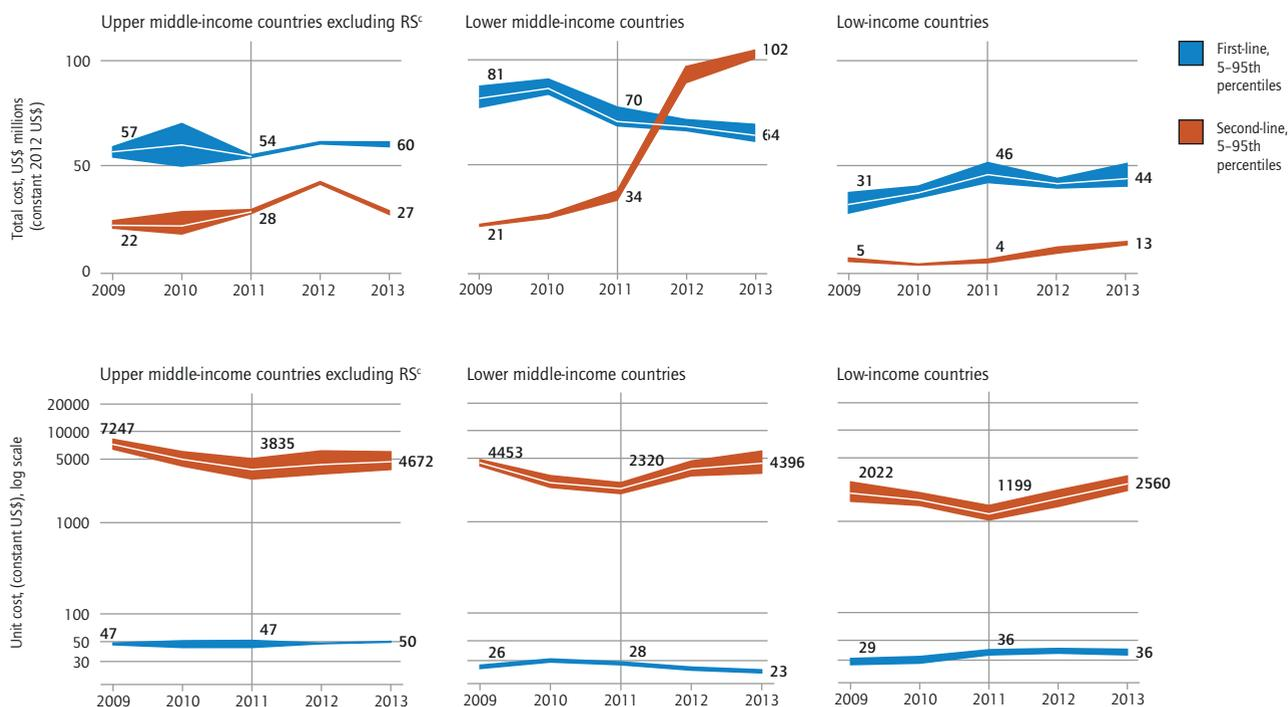 Upper middle-income countries excluding RSᶜ
Lower middle-income countries
Low-income countries
Total cost, US$ millions
(constant 2012 US$)
100
50
0
57
54
60
22
28
27
2009 2010 2011 2012 2013
81
70
64
21
34
102
2009 2010 2011 2012 2013
31
46
44
5
4
13
2009 2010 2011 2012 2013
First-line,
5–95th
percentiles
Second-line,
5–95th
percentiles
Upper middle-income countries excluding RSᶜ
Lower middle-income countries
Low-income countries
Unit cost, (constant US$), log scale
20000
10000
5000
1000
100
50
30
7247
3835
4672
47
47
50
2009 2010 2011 2012 2013
4453
2320
4396
26
28
23
2009 2010 2011 2012 2013
2022
1199
2560
29
36
36
2009 2010 2011 2012 2013